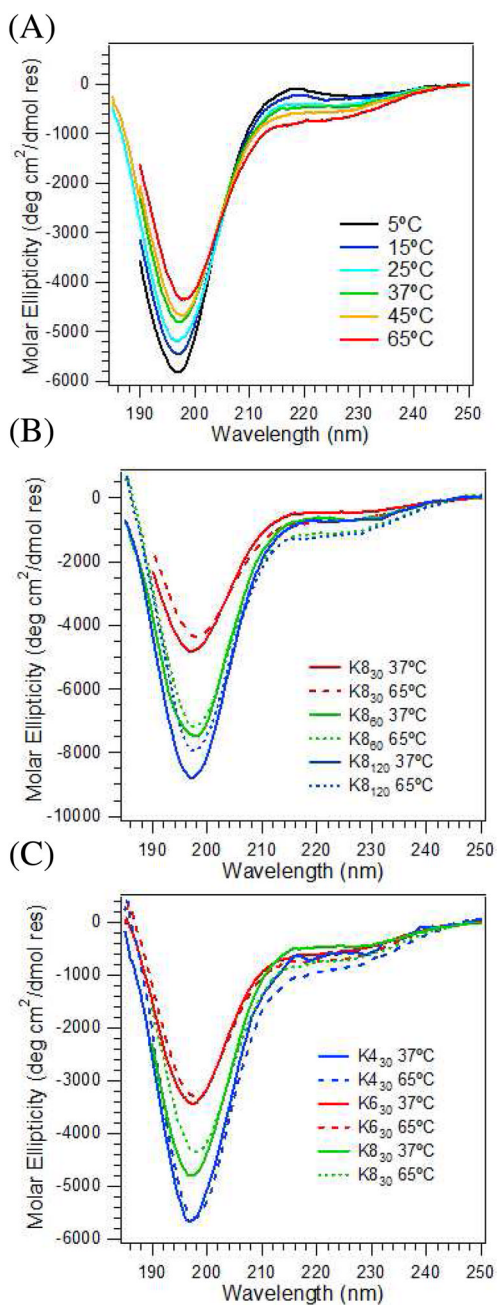 (A)
0
-1000
-2000
-3000
-4000
-5000
-6000
Molar Ellipticity (deg cm²/dmol res)
5ºC
15ºC
25ºC
37ºC
45ºC
65ºC
190 200 210 220 230 240 250
Wavelength (nm)
(B)
0
-2000
-4000
-6000
-8000
-10000
Molar Ellipticity (deg cm²/dmol res)
K8₃₀ 37ºC
K8₃₀ 65ºC
K8₆₀ 37ºC
K8₆₀ 65ºC
K8₁₂₀ 37ºC
K8₁₂₀ 65ºC
190 200 210 220 230 240 250
Wavelength (nm)
(C)
0
-1000
-2000
-3000
-4000
-5000
-6000
Molar Ellipticity (deg cm²/dmol res)
K4₃₀ 37ºC
K4₃₀ 65ºC
K6₃₀ 37ºC
K6₃₀ 65ºC
K8₃₀ 37ºC
K8₃₀ 65ºC
190 200 210 220 230 240 250
Wavelength (nm)